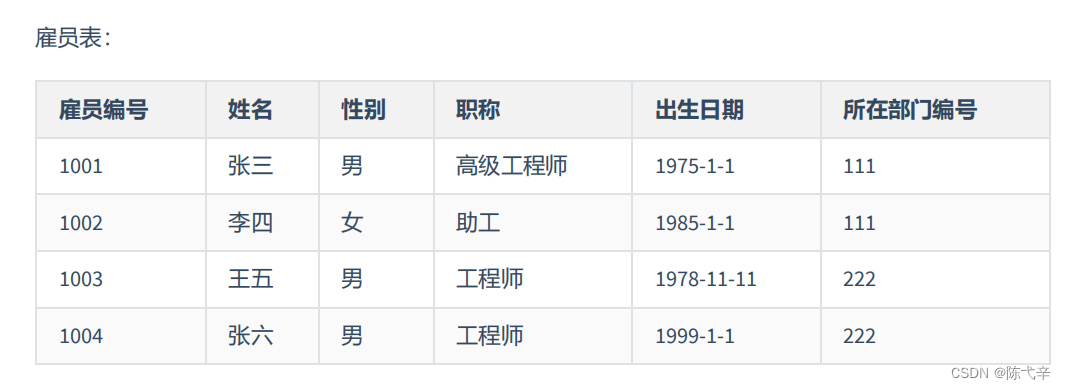 雇员表：
雇员编号 姓名 性别 职称 出生日期 所在部门编号
1001 张三 男 高级工程师 1975-1-1 111
1002 李四 女 助工 1985-1-1 111
1003 王五 男 工程师 1978-11-11 222
1004 张六 男 工程师 1999-1-1 222
CSDN @陈弋辛